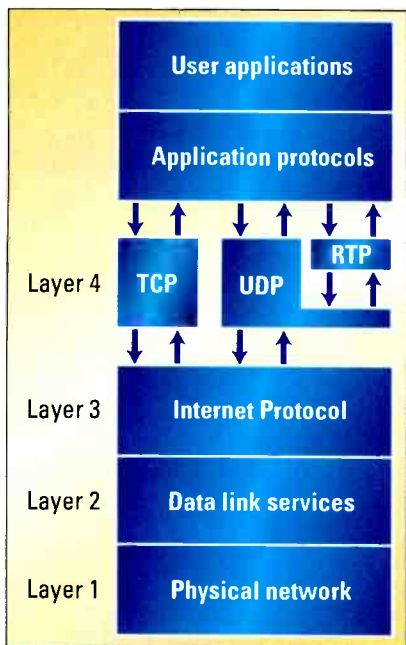 User applications
Application protocols
RTP
Layer 4
TCP
UDP
Layer 3
Internet Protocol
Layer 2
Data link services
Layer 1
Physical network